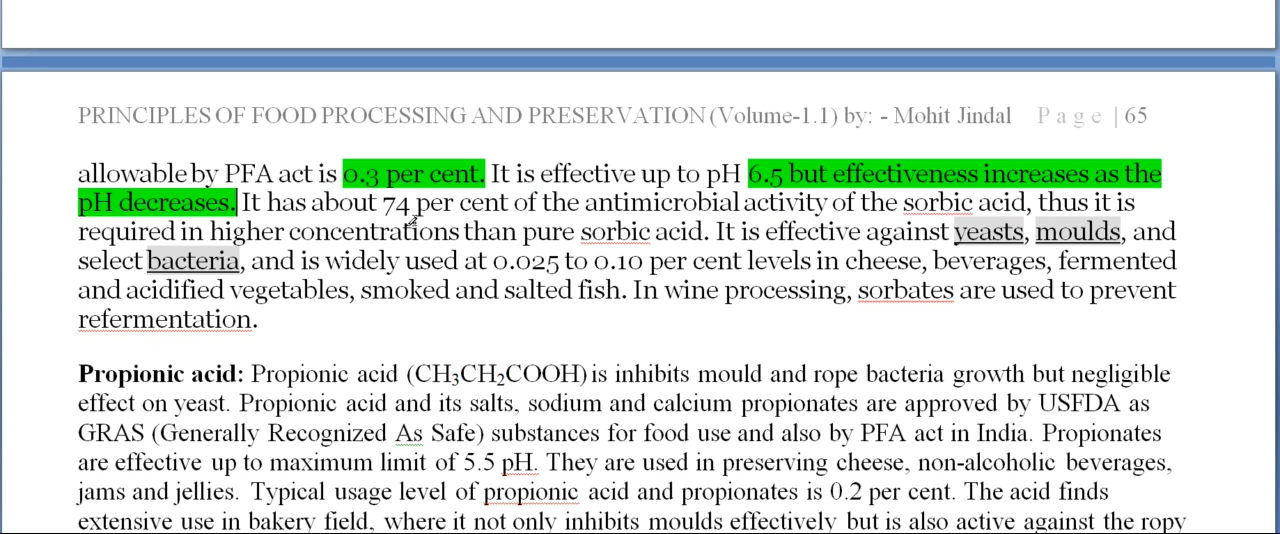 PRINCIPLES OF FOOD PROCESSING AND PRESERVATION (Volume-1.1) by: - Mohit Jindal Page | 65
allowable by PFA act is 0.3 per cent. It is effective up to pH 6.5 but effectiveness increases as the
pH decreases. It has about 74 per cent of the antimicrobial activity of the sorbic acid, thus it is
required in higher concentrations than pure sorbic acid. It is effective against yeasts, moulds, and
select bacteria, and is widely used at 0.025 to 0.10 per cent levels in cheese, beverages, fermented
and acidified vegetables, smoked and salted fish. In wine processing, sorbates are used to prevent
refermentation.
Propionic acid: Propionic acid (CH₃CH₂COOH) is inhibits mould and rope bacteria growth but negligible
effect on yeast. Propionic acid and its salts, sodium and calcium propionates are approved by USFDA as
GRAS (Generally Recognized As Safe) substances for food use and also by PFA act in India. Propionates
are effective up to maximum limit of 5.5 pH. They are used in preserving cheese, non-alcoholic beverages,
jams and jellies. Typical usage level of propionic acid and propionates is 0.2 per cent. The acid finds
extensive use in bakery field, where it not only inhibits moulds effectively but is also active against the ropy